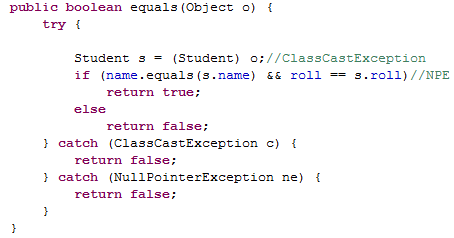 public boolean equals(Object o) {
    try {
        Student s = (Student) o;//ClassCastException
        if (name.equals(s.name) && roll == s.roll)//NPE
            return true;
        else
            return false;
    } catch (ClassCastException c) {
        return false;
    } catch (NullPointerException ne) {
        return false;
    }
}